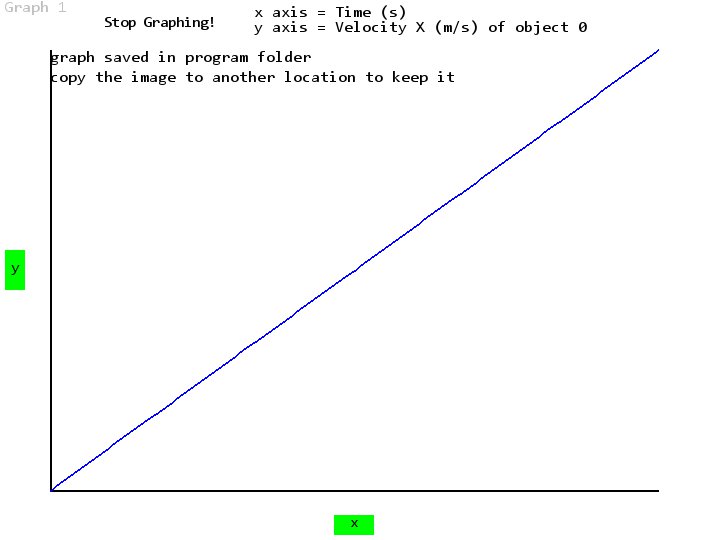 Graph 1
Stop Graphing!
x axis = Time (s)
y axis = Velocity X (m/s) of object 0
graph saved in program folder
copy the image to another location to keep it
y
x